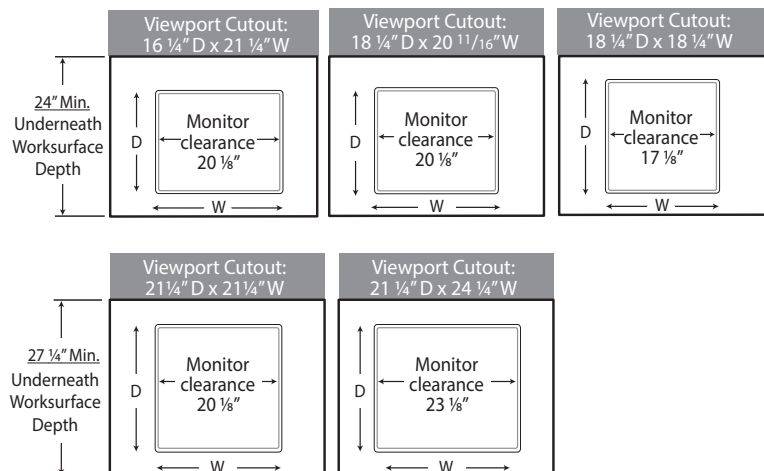 Viewport Cutout:
16 ¼" D x 21 ¼" W
Viewport Cutout:
18 ¼" D x 20 11/16" W
Viewport Cutout:
18 ¼" D x 18 ¼" W
24" Min.
Underneath
Worksurface
Depth
D
Monitor
clearance
20 ⅛"
W
D
Monitor
clearance
20 ⅛"
W
D
Monitor
clearance
17 ⅛"
W
Viewport Cutout:
21¼" D x 21¼" W
Viewport Cutout:
21 ¼" D x 24 ¼" W
27 ¼" Min.
Underneath
Worksurface
Depth
D
Monitor
clearance
20 ⅛"
W
D
Monitor
clearance
23 ⅛"
W